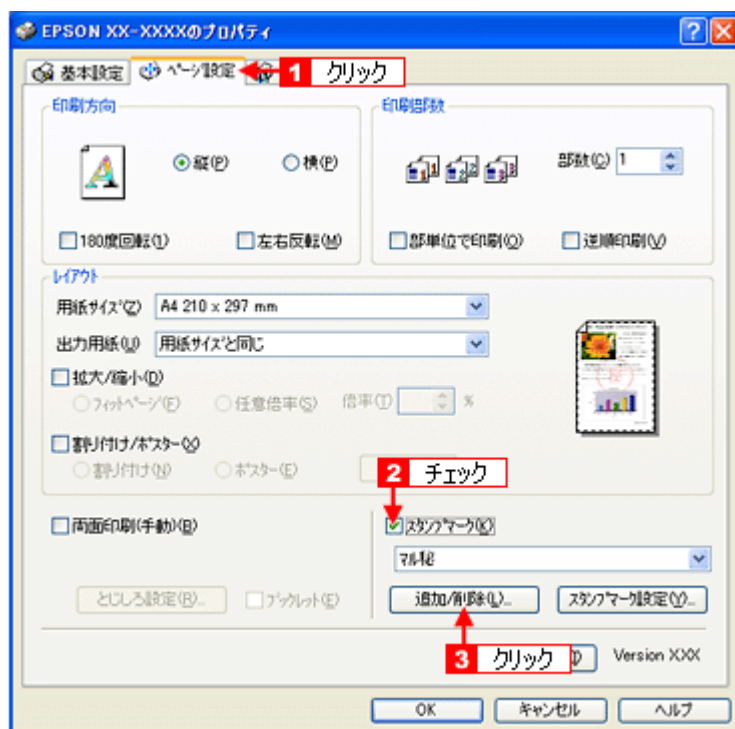 EPSON XX-XXXXのプロパティ
基本設定 ページ設定 1 クリック
印刷方向 印刷部数
縦(P) 横(P) 部数(C) 1
180度回転(1) 左右反転(M) 部単位で印刷(O) 逆順印刷(V)
レイアウト
用紙サイズ(Z) A4 210 x 297 mm
出力用紙(U) 用紙サイズと同じ
拡大/縮小(D)
フィットページ(F) 任意倍率(S) 倍率(T) %
割り付け/ポスター(X)
割り付け(N) ポスター(E)
2 チェック
両面印刷(手動)(B) スタンプマーク(K)
マル秘
とじしろ設定(R)... ブックレット(E) 追加/削除(L)... スタンプマーク設定(Y)...
3 クリック Version XXX
OK キャンセル ヘルプ